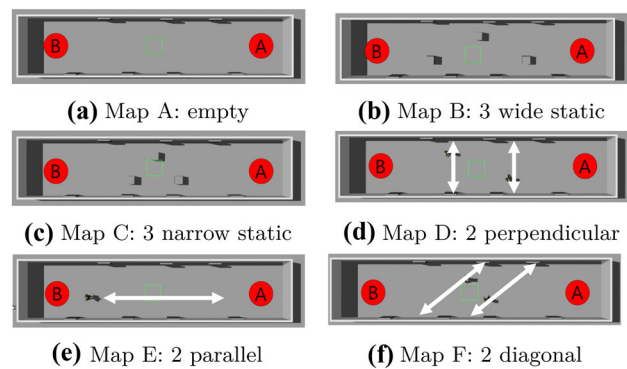 B A
B A
(a) Map A: empty
(b) Map B: 3 wide static
B A
B A
(c) Map C: 3 narrow static
(d) Map D: 2 perpendicular
B A
B A
(e) Map E: 2 parallel
(f) Map F: 2 diagonal